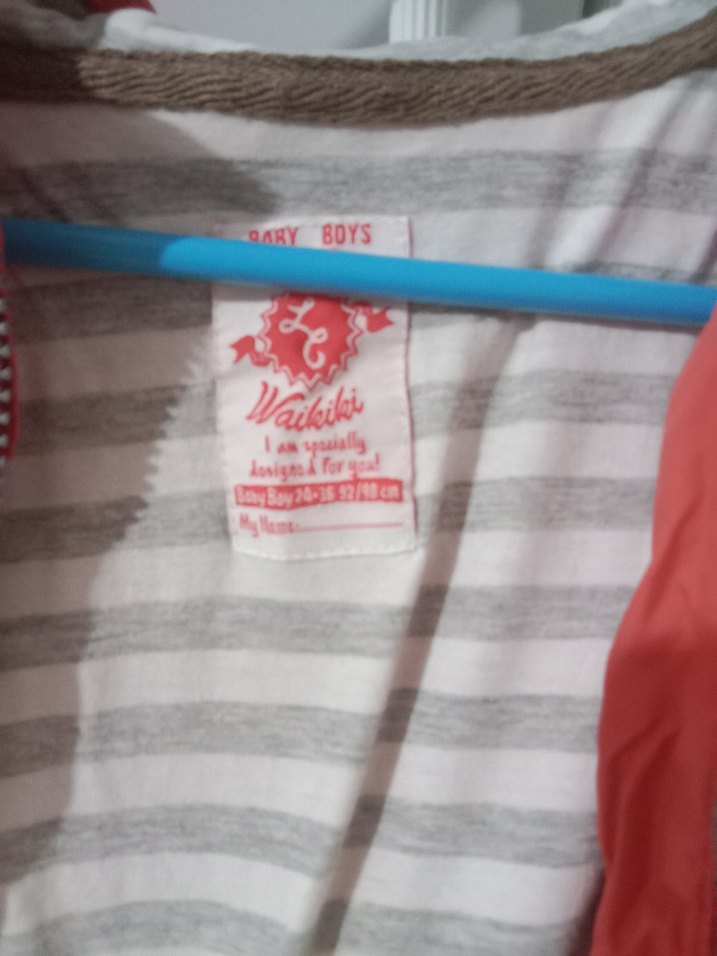 BABY BOYS
LC
Waikiki
I am specially
designed for you!
Baby Boy 24-36 92/98 cm
My Name: